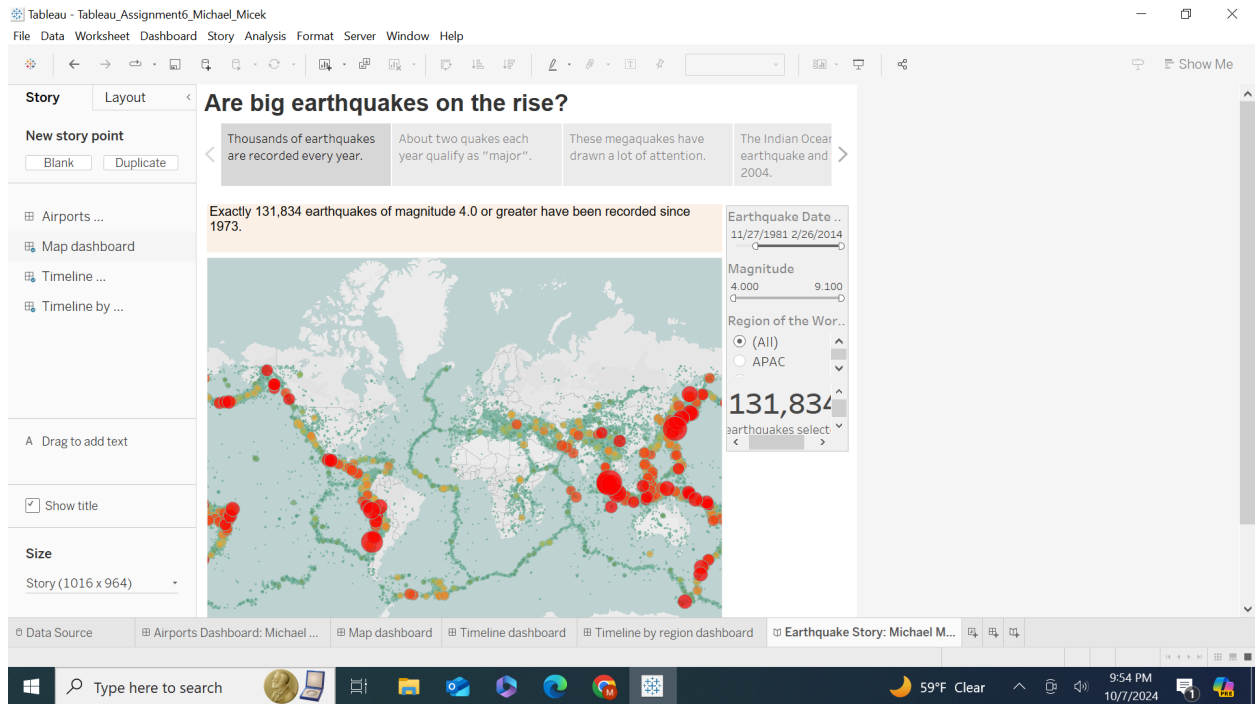 Tableau - Tableau_Assignment6_Michael_Micek
File Data Worksheet Dashboard Story Analysis Format Server Window Help
Show Me
Story Layout
New story point
Blank Duplicate
Airports ...
Map dashboard
Timeline ...
Timeline by ...
A Drag to add text
Show title
Size
Story (1016 x 964)
Are big earthquakes on the rise?
Thousands of earthquakes
are recorded every year.
About two quakes each
year qualify as "major".
These megaquakes have
drawn a lot of attention.
The Indian Ocean
earthquake and
2004.
Exactly 131,834 earthquakes of magnitude 4.0 or greater have been recorded since
1973.
Earthquake Date ..
11/27/1981 2/26/2014
Magnitude
4.000 9.100
Region of the Wor..
(All)
APAC
131,834
earthquakes select
Data Source Airports Dashboard: Michael ... Map dashboard Timeline dashboard Timeline by region dashboard Earthquake Story: Michael M...
Type here to search
59°F Clear
9:54 PM
10/7/2024
1
PRE